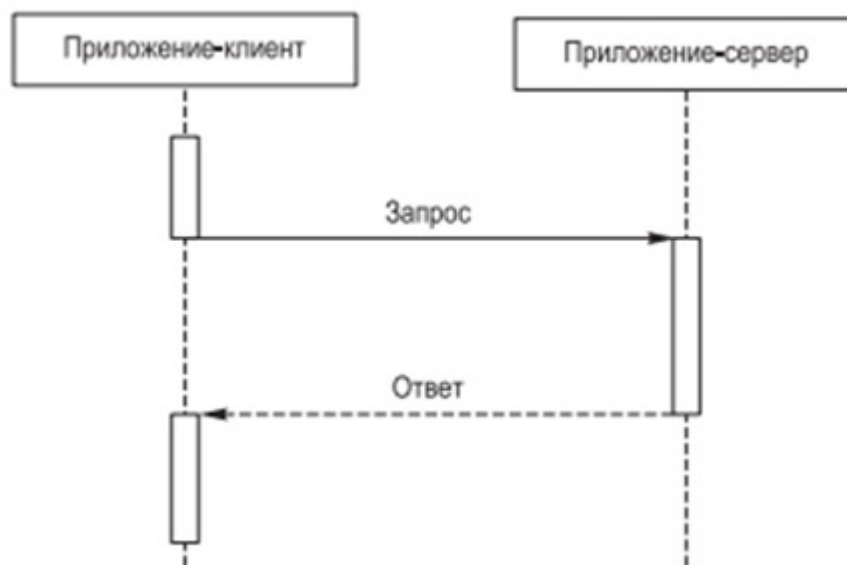 Приложение-клиент
Приложение-сервер
Запрос
Ответ